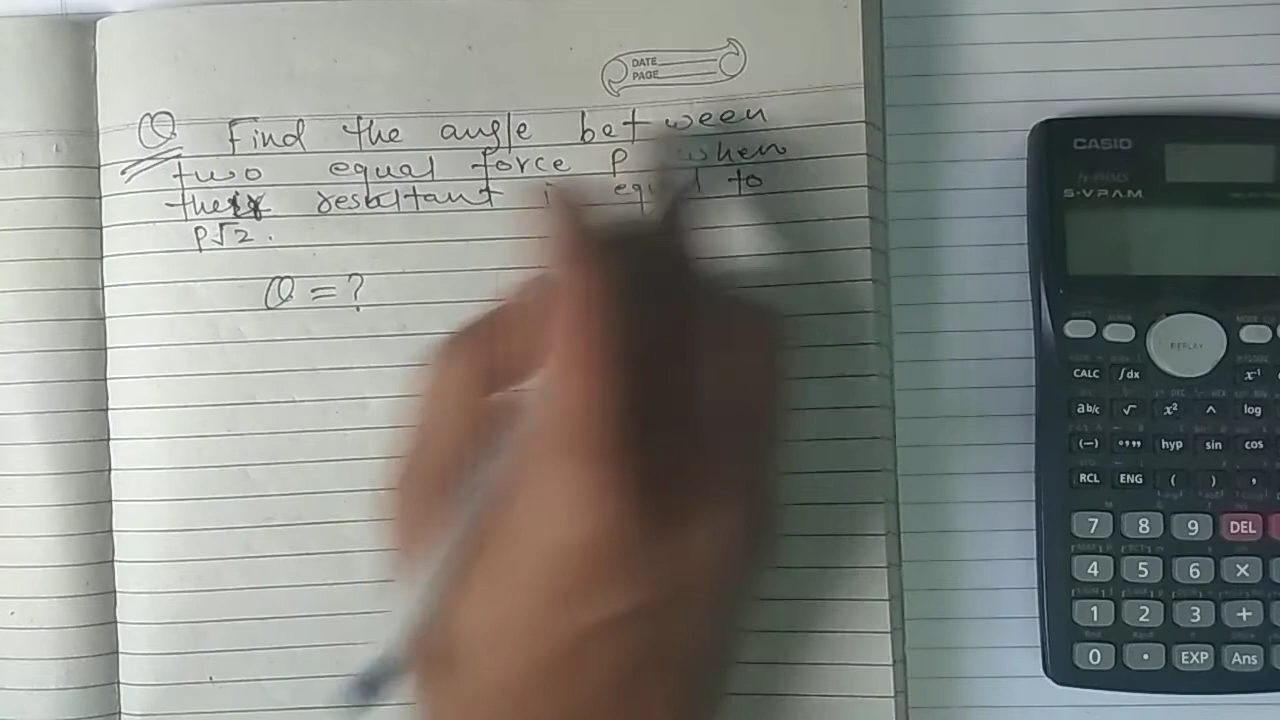 DATE
PAGE
Q Find the angle between
two equal force P when
their resultant equal to
P√2.
θ = ?
CASIO
S-V.P.A.M.
REPLAY
CALC ∫dx x⁻¹
ab/c √ x² ^ log
(−) °,,, hyp sin cos
RCL ENG ( ) ,
7 8 9 DEL
4 5 6 ×
1 2 3 +
0 . EXP Ans